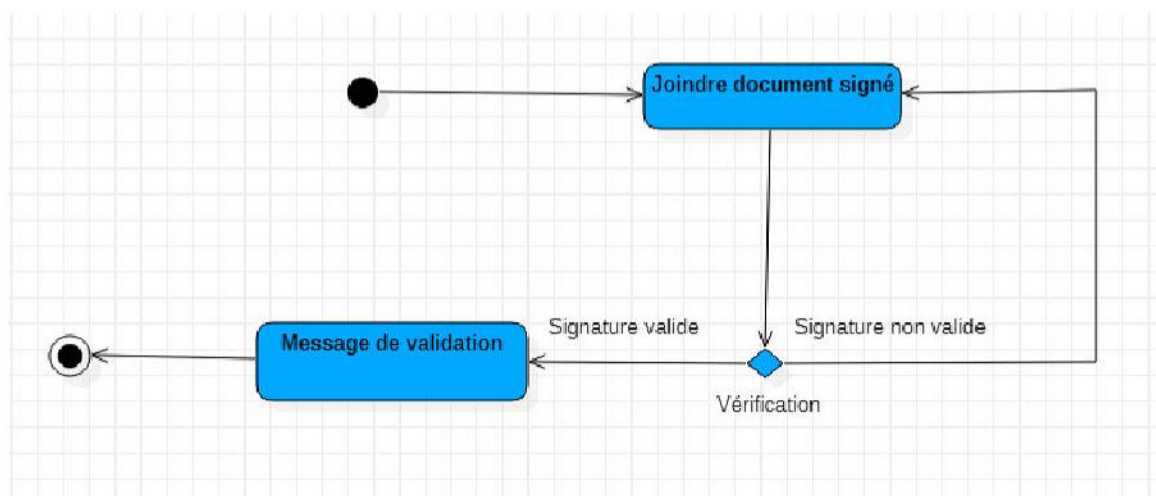 Joindre document signé
Message de validation
Signature valide
Signature non valide
Vérification